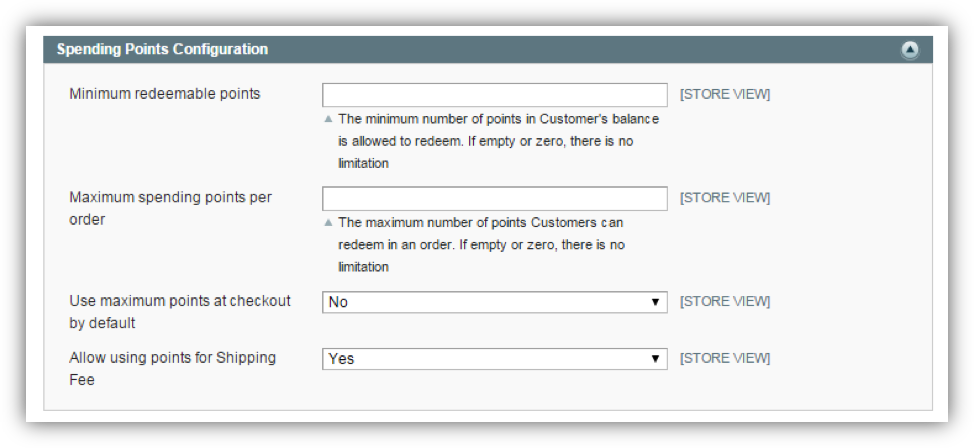 Spending Points Configuration
Minimum redeemable points
[STORE VIEW]
The minimum number of points in Customer's balance
is allowed to redeem. If empty or zero, there is no
limitation
Maximum spending points per
order
[STORE VIEW]
The maximum number of points Customers can
redeem in an order. If empty or zero, there is no
limitation
Use maximum points at checkout
by default
No
[STORE VIEW]
Allow using points for Shipping
Fee
Yes
[STORE VIEW]